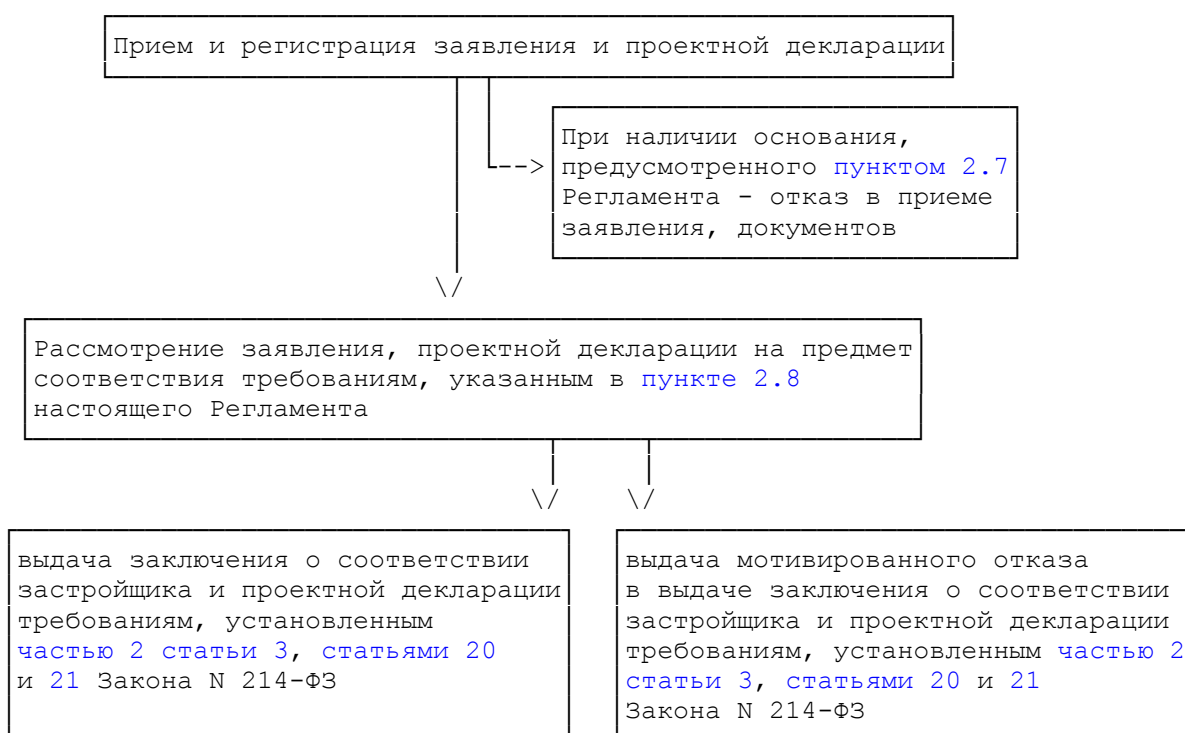 Прием и регистрация заявления и проектной декларации
При наличии основания,
предусмотренного пунктом 2.7
Регламента - отказ в приеме
заявления, документов
Рассмотрение заявления, проектной декларации на предмет
соответствия требованиям, указанным в пункте 2.8
настоящего Регламента
выдача заключения о соответствии
застройщика и проектной декларации
требованиям, установленным
частью 2 статьи 3, статьями 20
и 21 Закона N 214-ФЗ
выдача мотивированного отказа
в выдаче заключения о соответствии
застройщика и проектной декларации
требованиям, установленным частью 2
статьи 3, статьями 20 и 21
Закона N 214-ФЗ